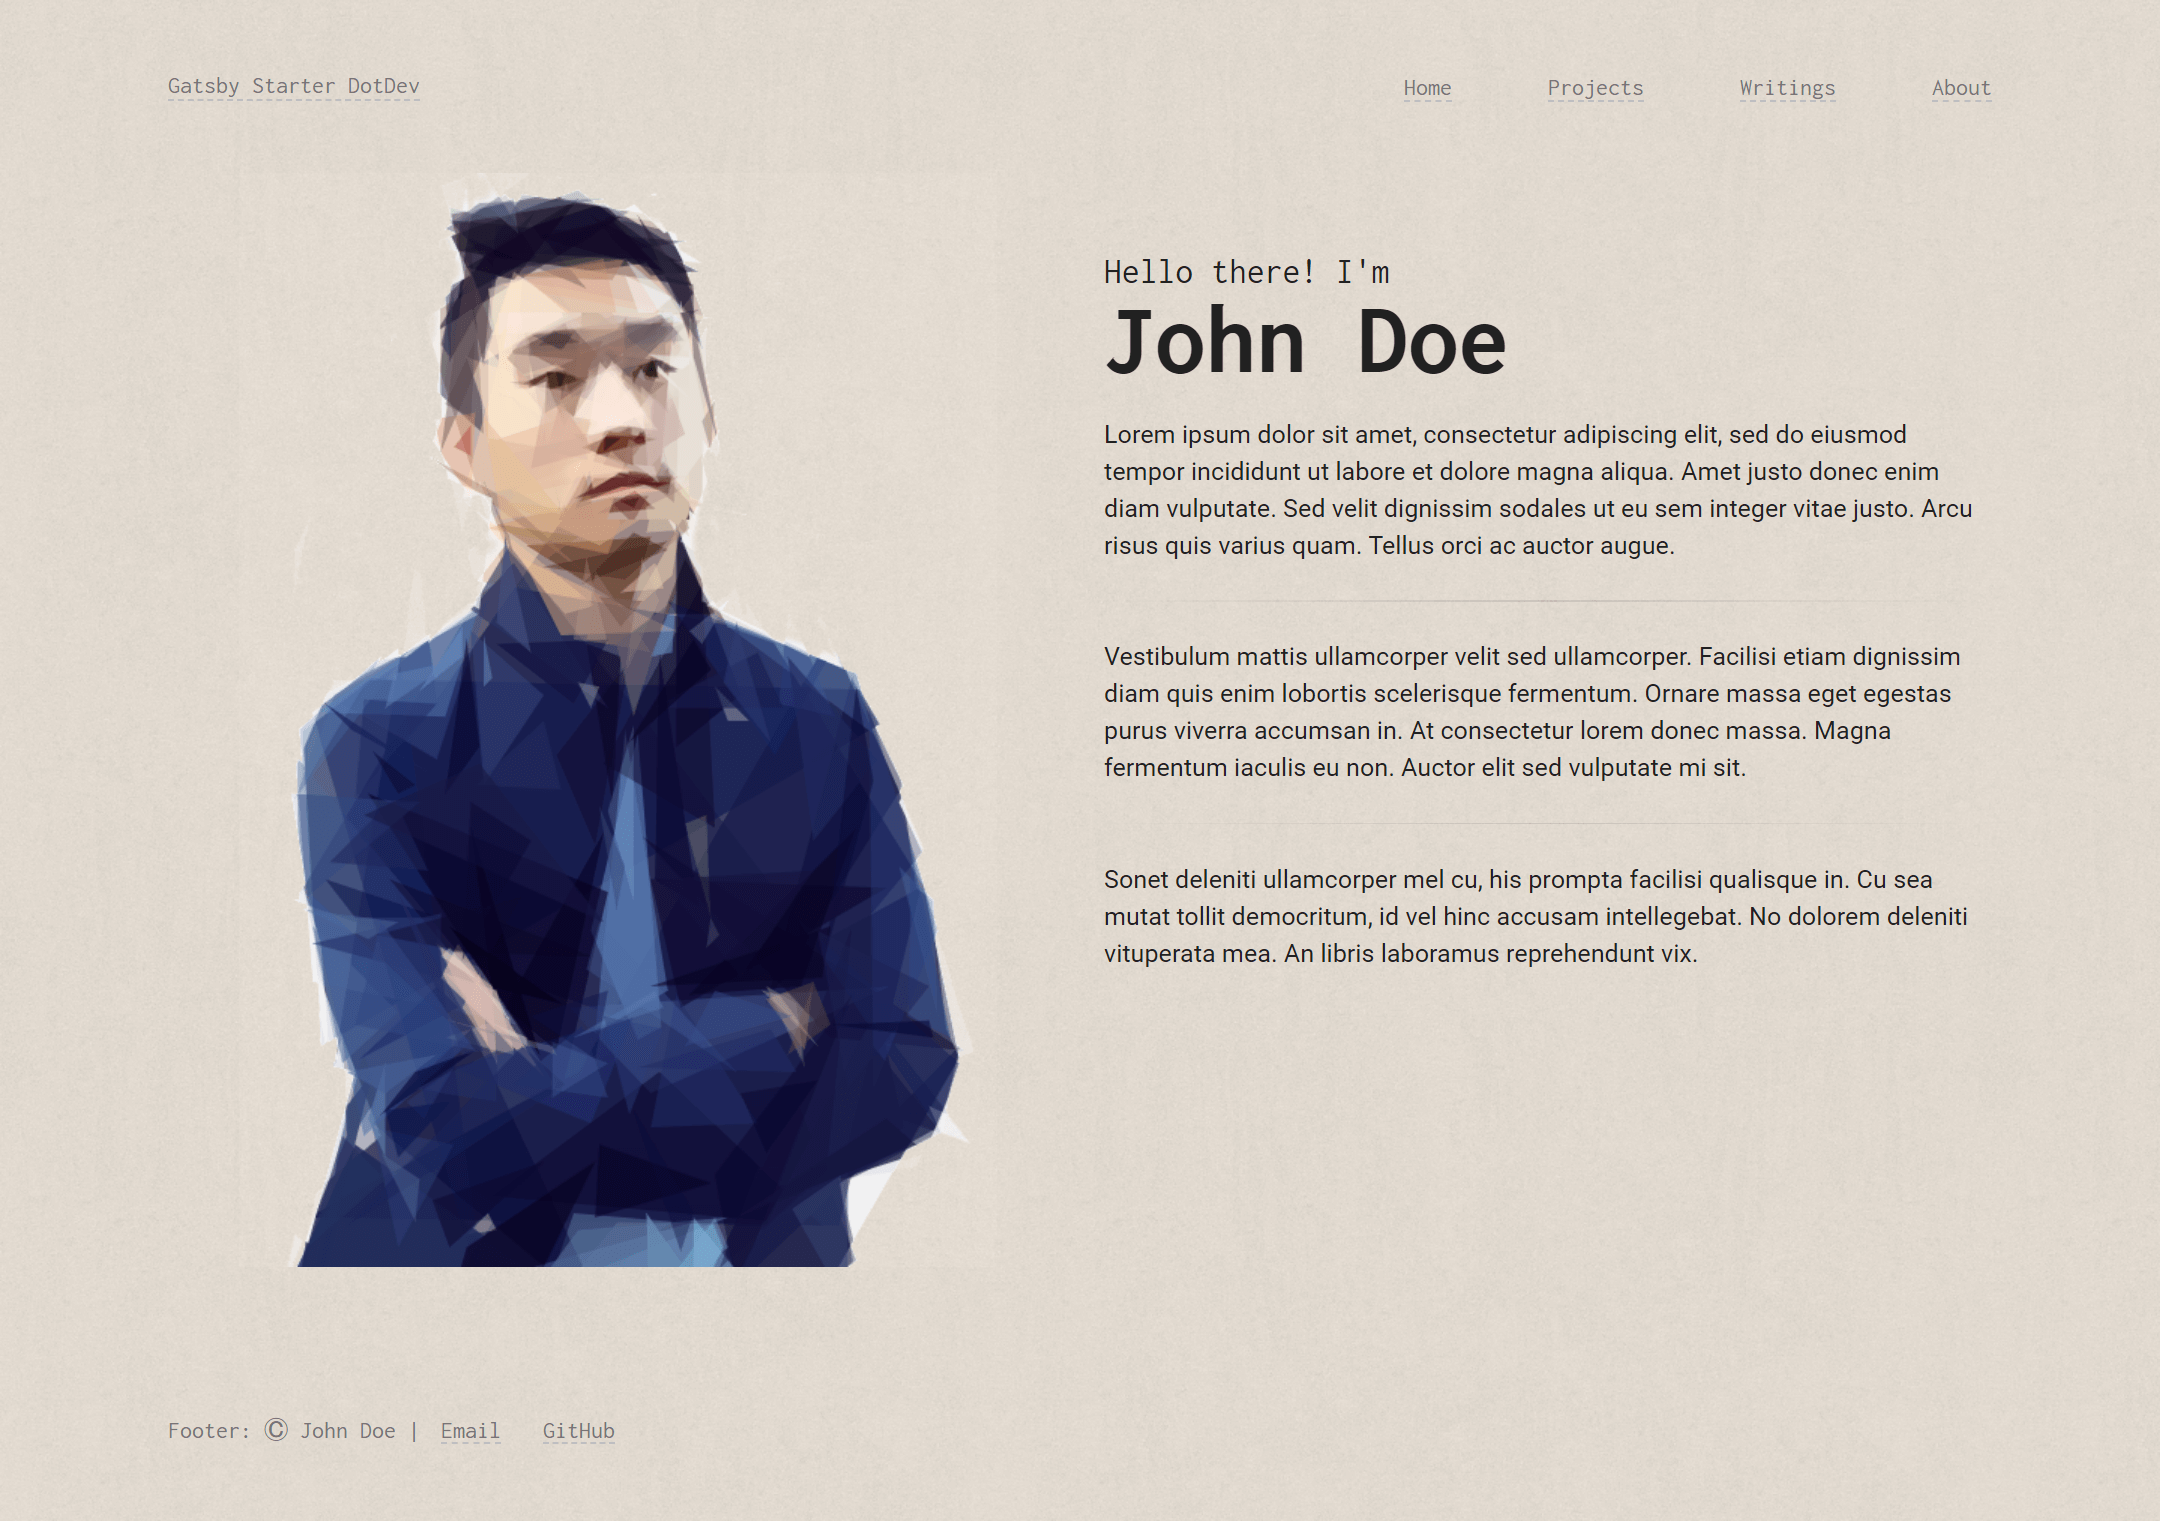 Gatsby Starter DotDev
Home Projects Writings About
Hello there! I'm
John Doe
Lorem ipsum dolor sit amet, consectetur adipiscing elit, sed do eiusmod
tempor incididunt ut labore et dolore magna aliqua. Amet justo donec enim
diam vulputate. Sed velit dignissim sodales ut eu sem integer vitae justo. Arcu
risus quis varius quam. Tellus orci ac auctor augue.
Vestibulum mattis ullamcorper velit sed ullamcorper. Facilisi etiam dignissim
diam quis enim lobortis scelerisque fermentum. Ornare massa eget egestas
purus viverra accumsan in. At consectetur lorem donec massa. Magna
fermentum iaculis eu non. Auctor elit sed vulputate mi sit.
Sonet deleniti ullamcorper mel cu, his prompta facilisi qualisque in. Cu sea
mutat tollit democritum, id vel hinc accusam intellegebat. No dolorem deleniti
vituperata mea. An libris laboramus reprehendunt vix.
Footer: Ⓒ John Doe | Email GitHub